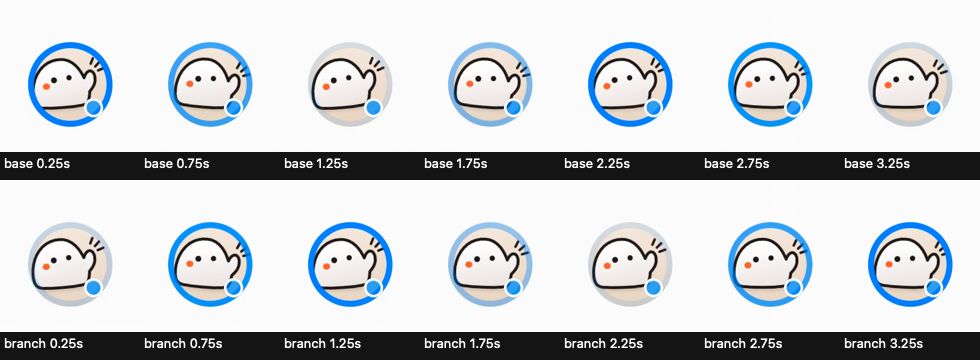 base 0.25s
base 0.75s
base 1.25s
base 1.75s
base 2.25s
base 2.75s
base 3.25s
branch 0.25s
branch 0.75s
branch 1.25s
branch 1.75s
branch 2.25s
branch 2.75s
branch 3.25s